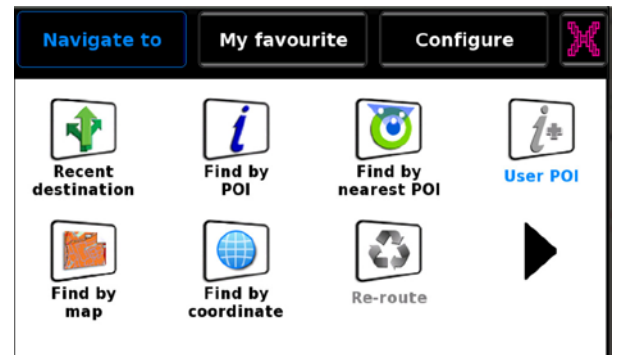 Navigate to
My favourite
Configure
Recent
destination
Find by
POI
Find by
nearest POI
User POI
Find by
map
Find by
coordinate
Re-route